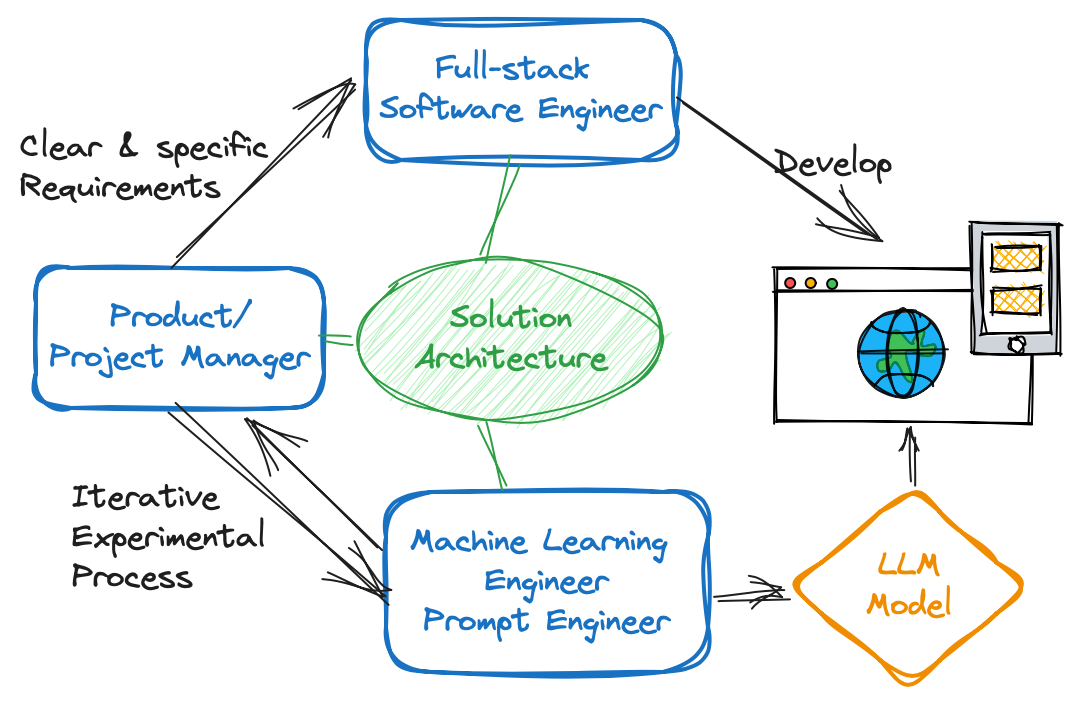 Full-stack
Software Engineer
Clear & specific
Requirements
Develop
Product/
Project Manager
Solution
Architecture
Iterative
Experimental
Process
Machine Learning
Engineer
Prompt Engineer
LLM
Model